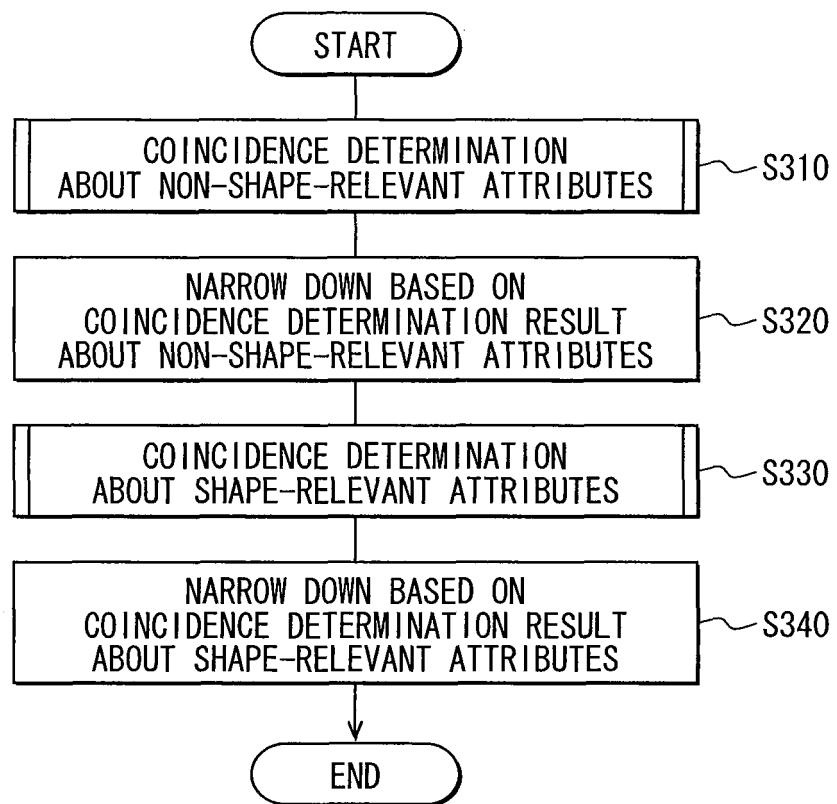 START
COINCIDENCE DETERMINATION
ABOUT NON-SHAPE-RELEVANT ATTRIBUTES
S310
NARROW DOWN BASED ON
COINCIDENCE DETERMINATION RESULT
ABOUT NON-SHAPE-RELEVANT ATTRIBUTES
S320
COINCIDENCE DETERMINATION
ABOUT SHAPE-RELEVANT ATTRIBUTES
S330
NARROW DOWN BASED ON
COINCIDENCE DETERMINATION RESULT
ABOUT SHAPE-RELEVANT ATTRIBUTES
S340
END